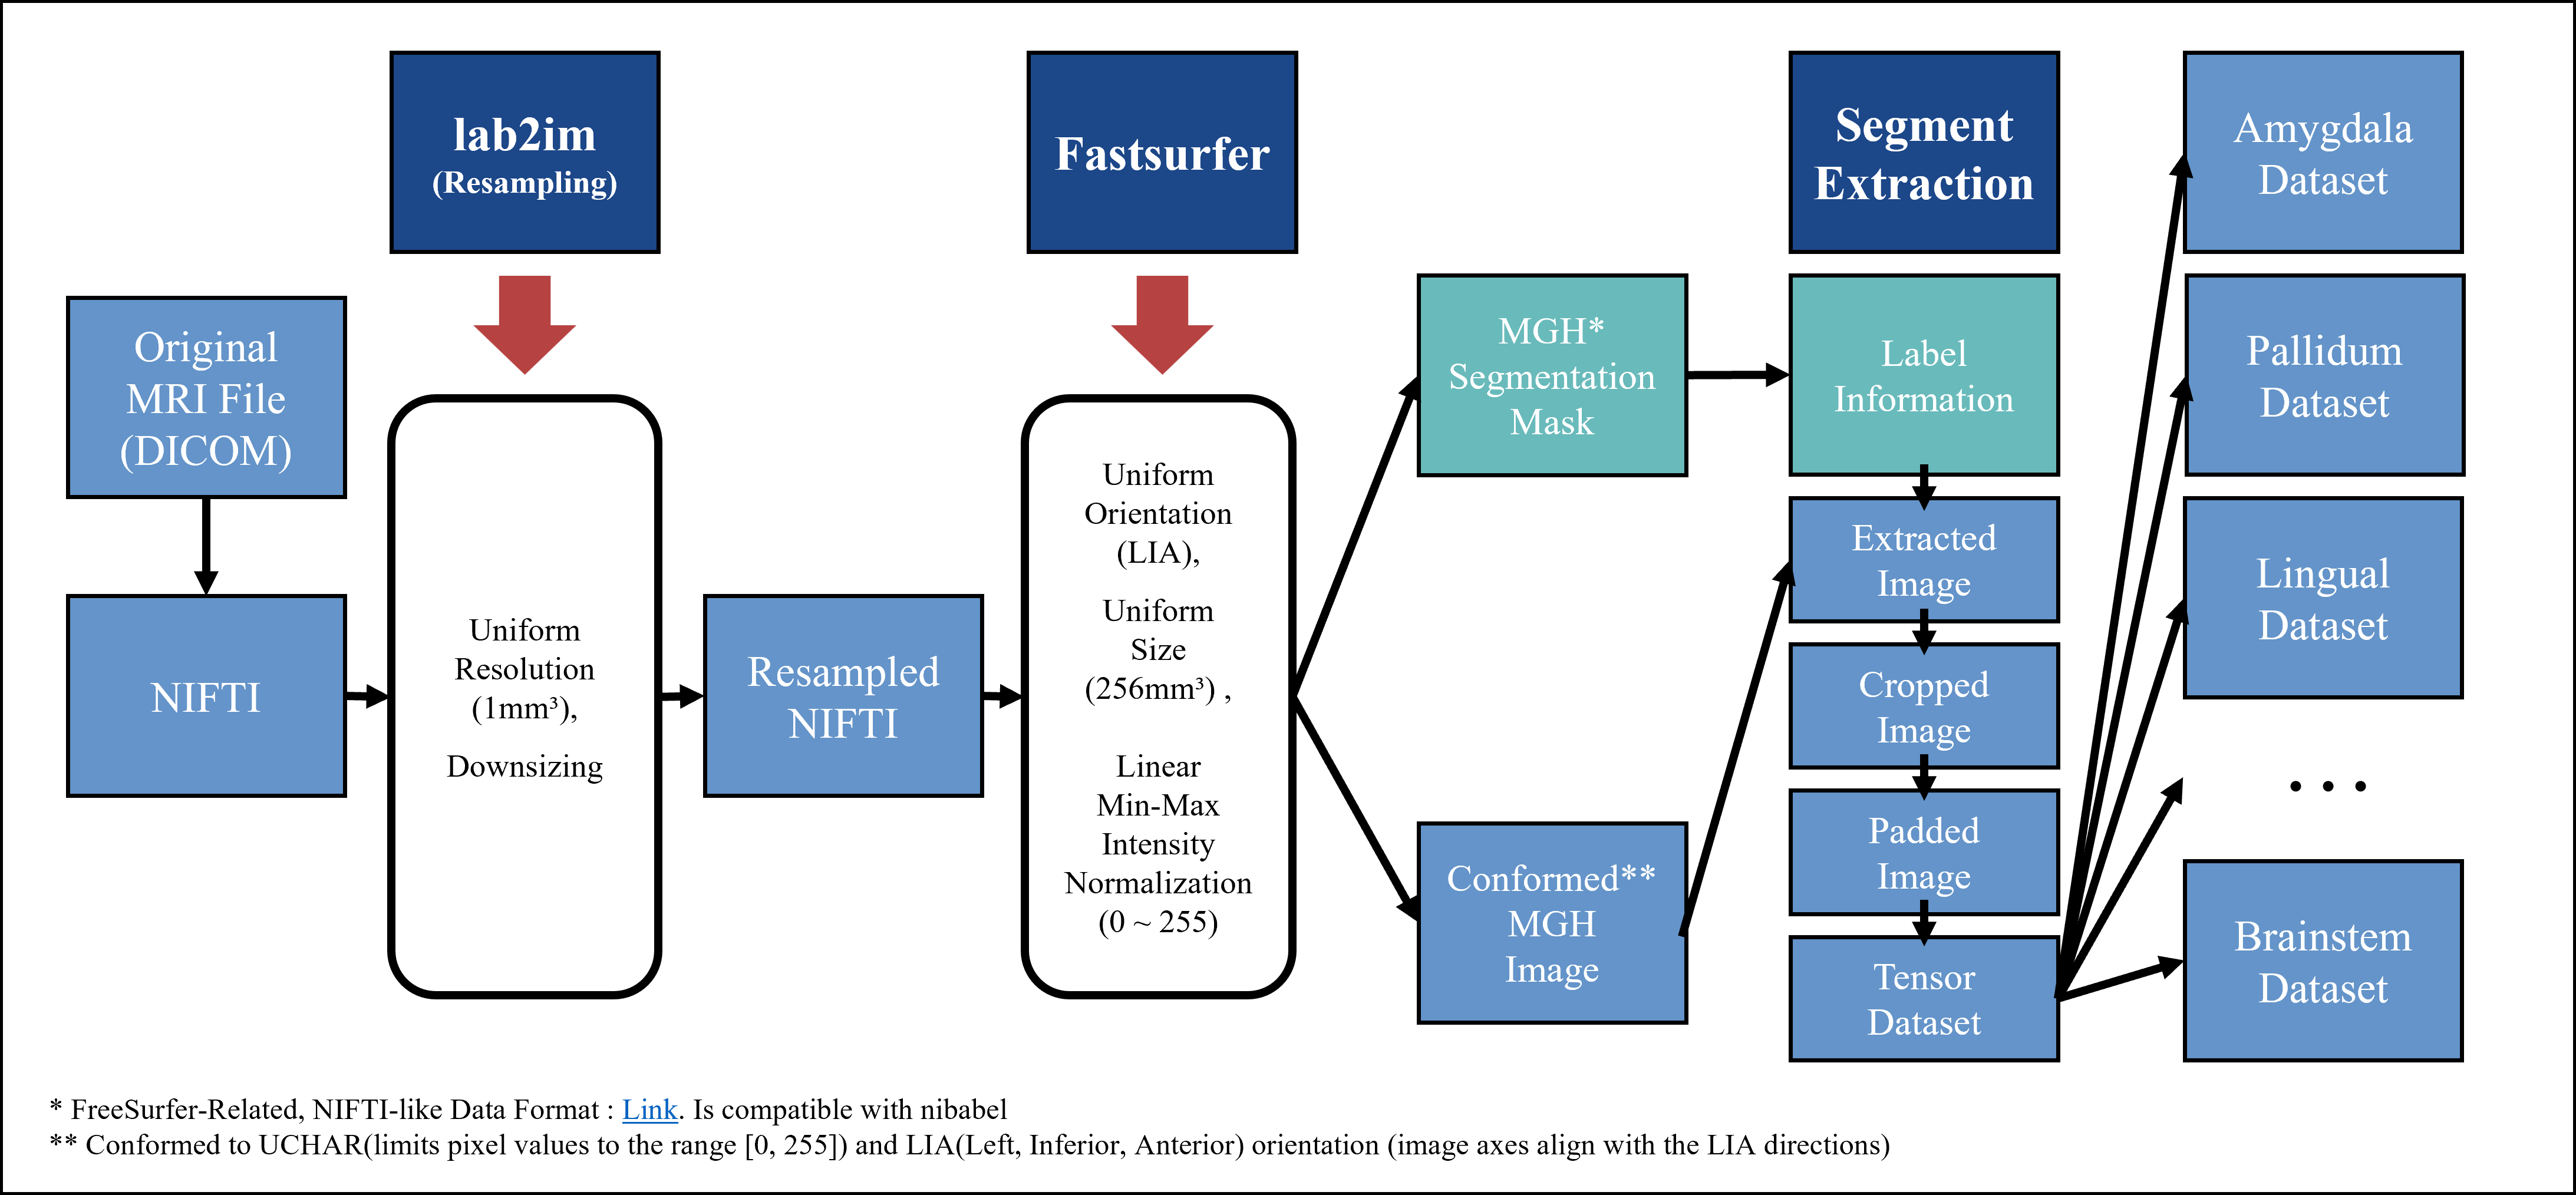 lab2im
(Resampling)
Fastsurfer
Segment
Extraction
Amygdala
Dataset
Original
MRI File
(DICOM)
NIFTI
Uniform
Resolution
(1mm³),
Downsizing
Resampled
NIFTI
Uniform
Orientation
(LIA),
Uniform
Size
(256mm³) ,
Linear
Min-Max
Intensity
Normalization
(0 ~ 255)
MGH*
Segmentation
Mask
Conformed**
MGH
Image
Label
Information
Extracted
Image
Cropped
Image
Padded
Image
Tensor
Dataset
Pallidum
Dataset
Lingual
Dataset
. . .
Brainstem
Dataset
* FreeSurfer-Related, NIFTI-like Data Format : Link. Is compatible with nibabel
** Conformed to UCHAR(limits pixel values to the range [0, 255]) and LIA(Left, Inferior, Anterior) orientation (image axes align with the LIA directions)